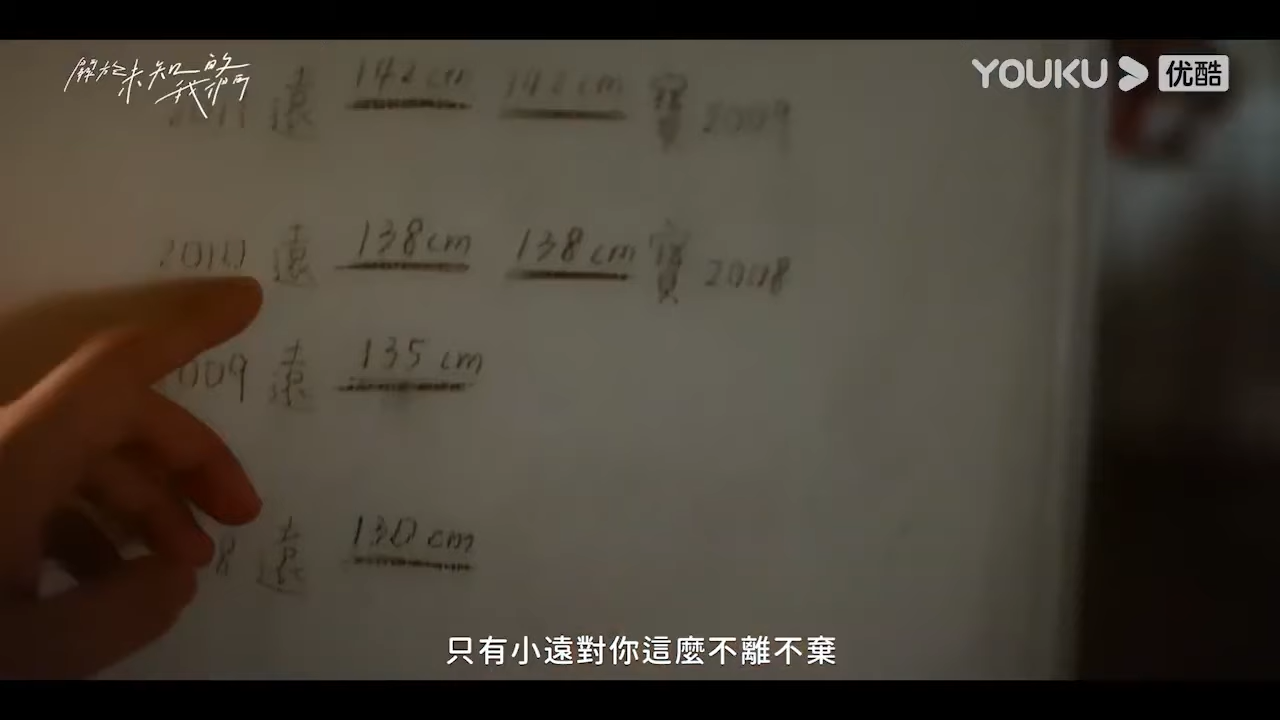 關於未知的我們
YOUKU 优酷
2011 遠 142cm 142cm 寶 2009
2010 遠 138cm 138cm 寶 2008
009 遠 135cm
8 遠 130cm
只有小遠對你這麼不離不棄